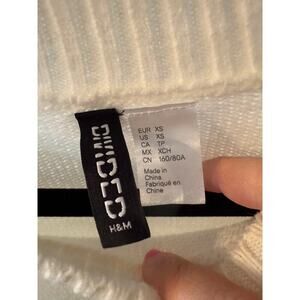 DIVIDED
H&M
EUR XS
US XS
CA TP
MX XCH
CN 160/80A
Made in
China
Fabriqué en
Chine